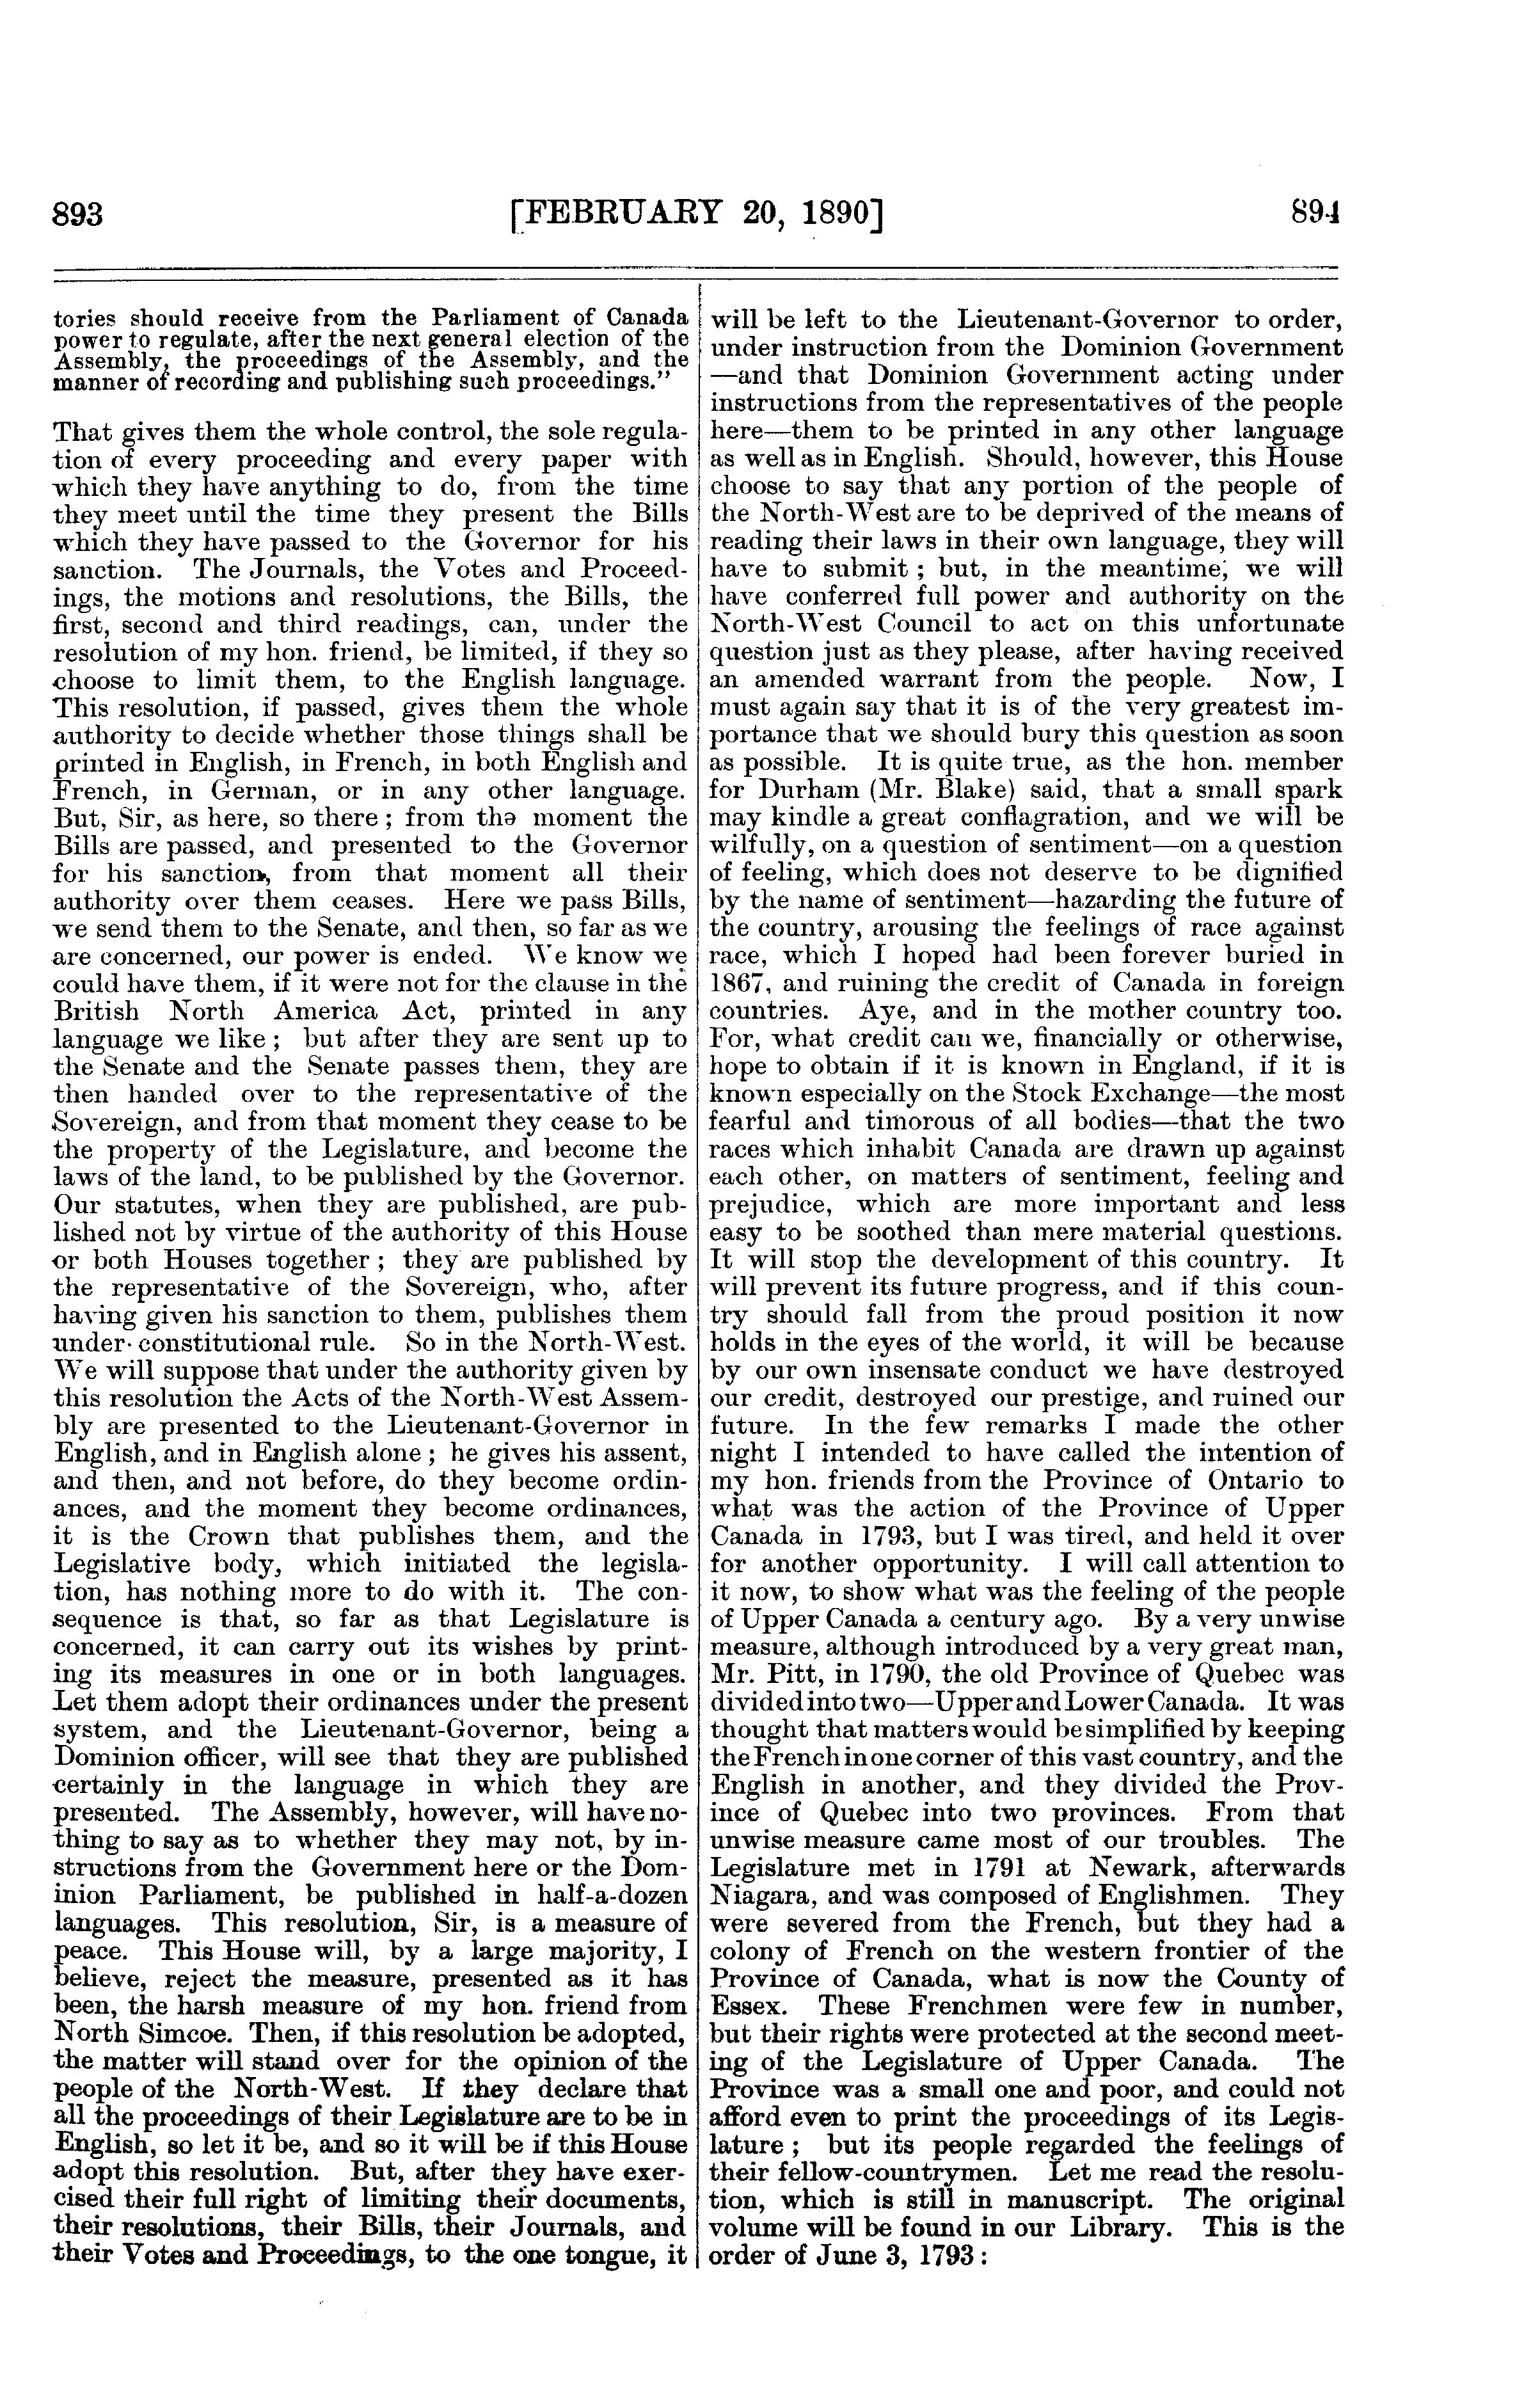 893
[FEBRUARY 20, 1890]
894
tories should receive from the Parliament of Canada
power to regulate, after the next general election of the
Assembly, the proceedings of the Assembly, and the
manner of recording and publishing such proceedings."
That gives them the whole control, the sole regula-
tion of every proceeding and every paper with
which they have anything to do, from the time
they meet until the time they present the Bills
which they have passed to the Governor for his
sanction. The Journals, the Votes and Proceed-
ings, the motions and resolutions, the Bills, the
first, second and third readings, can, under the
resolution of my hon. friend, be limited, if they so
choose to limit them, to the English language.
This resolution, if passed, gives them the whole
authority to decide whether those things shall be
printed in English, in French, in both English and
French, in German, or in any other language.
But, Sir, as here, so there; from the moment the
Bills are passed, and presented to the Governor
for his sanction, from that moment all their
authority over them ceases. Here we pass Bills,
we send them to the Senate, and then, so far as we
are concerned, our power is ended. We know we
could have them, if it were not for the clause in the
British North America Act, printed in any
language we like; but after they are sent up to
the Senate and the Senate passes them, they are
then handed over to the representative of the
Sovereign, and from that moment they cease to be
the property of the Legislature, and become the
laws of the land, to be published by the Governor.
Our statutes, when they are published, are pub-
lished not by virtue of the authority of this House
or both Houses together; they are published by
the representative of the Sovereign, who, after
having given his sanction to them, publishes them
under constitutional rule. So in the North-West.
We will suppose that under the authority given by
this resolution the Acts of the North-West Assem-
bly are presented to the Lieutenant-Governor in
English, and in English alone; he gives his assent,
and then, and not before, do they become ordin-
ances, and the moment they become ordinances,
it is the Crown that publishes them, and the
Legislative body, which initiated the legisla-
tion, has nothing more to do with it. The con-
sequence is that, so far as that Legislature is
concerned, it can carry out its wishes by print-
ing its measures in one or in both languages.
Let them adopt their ordinances under the present
system, and the Lieutenant-Governor, being a
Dominion officer, will see that they are published
certainly in the language in which they are
presented. The Assembly, however, will have no-
thing to say as to whether they may not, by in-
structions from the Government here or the Dom-
inion Parliament, be published in half-a-dozen
languages. This resolution, Sir, is a measure of
peace. This House will, by a large majority, I
believe, reject the measure, presented as it has
been, the harsh measure of my hon. friend from
North Simcoe. Then, if this resolution be adopted,
the matter will stand over for the opinion of the
people of the North-West. If they declare that
all the proceedings of their Legislature are to be in
English, so let it be, and so it will be if this House
adopt this resolution. But, after they have exer-
cised their full right of limiting their documents,
their resolutions, their Bills, their Journals, and
their Votes and Proceedings, to the one tongue, it
will be left to the Lieutenant-Governor to order,
under instruction from the Dominion Government
—and that Dominion Government acting under
instructions from the representatives of the people
here—them to be printed in any other language
as well as in English. Should, however, this House
choose to say that any portion of the people of
the North-West are to be deprived of the means of
reading their laws in their own language, they will
have to submit; but, in the meantime, we will
have conferred full power and authority on the
North-West Council to act on this unfortunate
question just as they please, after having received
an amended warrant from the people. Now, I
must again say that it is of the very greatest im-
portance that we should bury this question as soon
as possible. It is quite true, as the hon. member
for Durham (Mr. Blake) said, that a small spark
may kindle a great conflagration, and we will be
wilfully, on a question of sentiment—on a question
of feeling, which does not deserve to be dignified
by the name of sentiment—hazarding the future of
the country, arousing the feelings of race against
race, which I hoped had been forever buried in
1867, and ruining the credit of Canada in foreign
countries. Aye, and in the mother country too.
For, what credit can we, financially or otherwise,
hope to obtain if it is known in England, if it is
known especially on the Stock Exchange—the most
fearful and timorous of all bodies—that the two
races which inhabit Canada are drawn up against
each other, on matters of sentiment, feeling and
prejudice, which are more important and less
easy to be soothed than mere material questions.
It will stop the development of this country. It
will prevent its future progress, and if this coun-
try should fall from the proud position it now
holds in the eyes of the world, it will be because
by our own insensate conduct we have destroyed
our credit, destroyed our prestige, and ruined our
future. In the few remarks I made the other
night I intended to have called the intention of
my hon. friends from the Province of Ontario to
what was the action of the Province of Upper
Canada in 1793, but I was tired, and held it over
for another opportunity. I will call attention to
it now, to show what was the feeling of the people
of Upper Canada a century ago. By a very unwise
measure, although introduced by a very great man,
Mr. Pitt, in 1790, the old Province of Quebec was
divided into two—Upper and Lower Canada. It was
thought that matters would be simplified by keeping
the French in one corner of this vast country, and the
English in another, and they divided the Prov-
ince of Quebec into two provinces. From that
unwise measure came most of our troubles. The
Legislature met in 1791 at Newark, afterwards
Niagara, and was composed of Englishmen. They
were severed from the French, but they had a
colony of French on the western frontier of the
Province of Canada, what is now the County of
Essex. These Frenchmen were few in number,
but their rights were protected at the second meet-
ing of the Legislature of Upper Canada. The
Province was a small one and poor, and could not
afford even to print the proceedings of its Legis-
lature; but its people regarded the feelings of
their fellow-countrymen. Let me read the resolu-
tion, which is still in manuscript. The original
volume will be found in our Library. This is the
order of June 3, 1793: